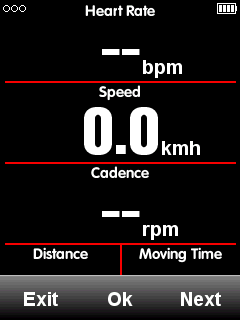 Heart Rate
-- bpm
Speed
0.0 kmh
Cadence
-- rpm
Distance Moving Time
Exit Ok Next